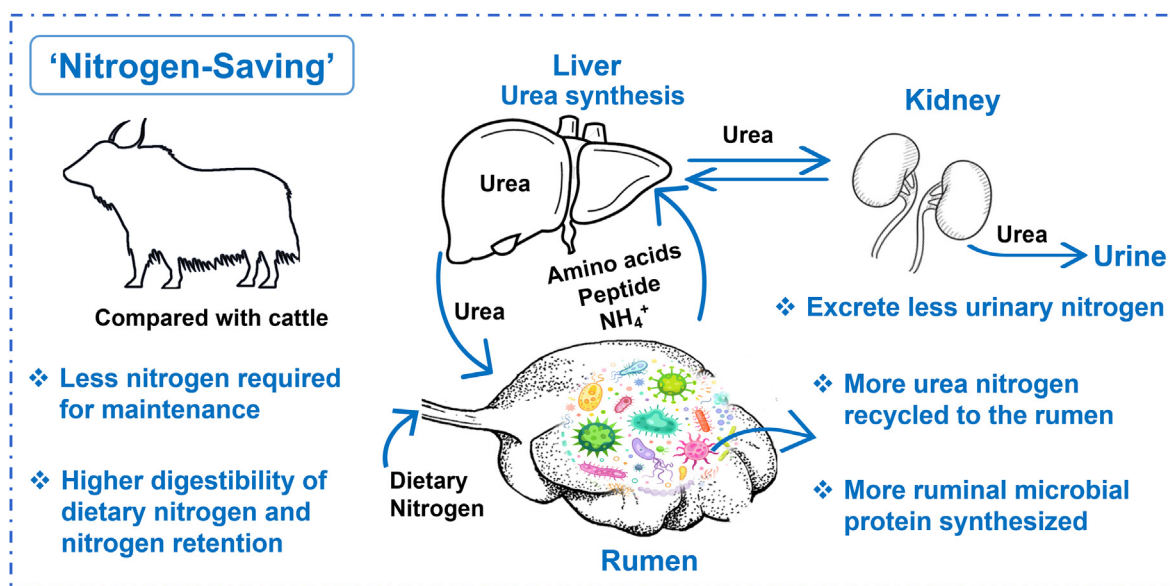 ‘Nitrogen-Saving’
Compared with cattle
❖ Less nitrogen required
for maintenance
❖ Higher digestibility of
dietary nitrogen and
nitrogen retention
Liver
Urea synthesis
Urea
Urea
Kidney
Urea
Urine
Amino acids
Peptide
NH₄⁺
Urea
Dietary
Nitrogen
Rumen
❖ Excrete less urinary nitrogen
❖ More urea nitrogen
recycled to the rumen
❖ More ruminal microbial
protein synthesized